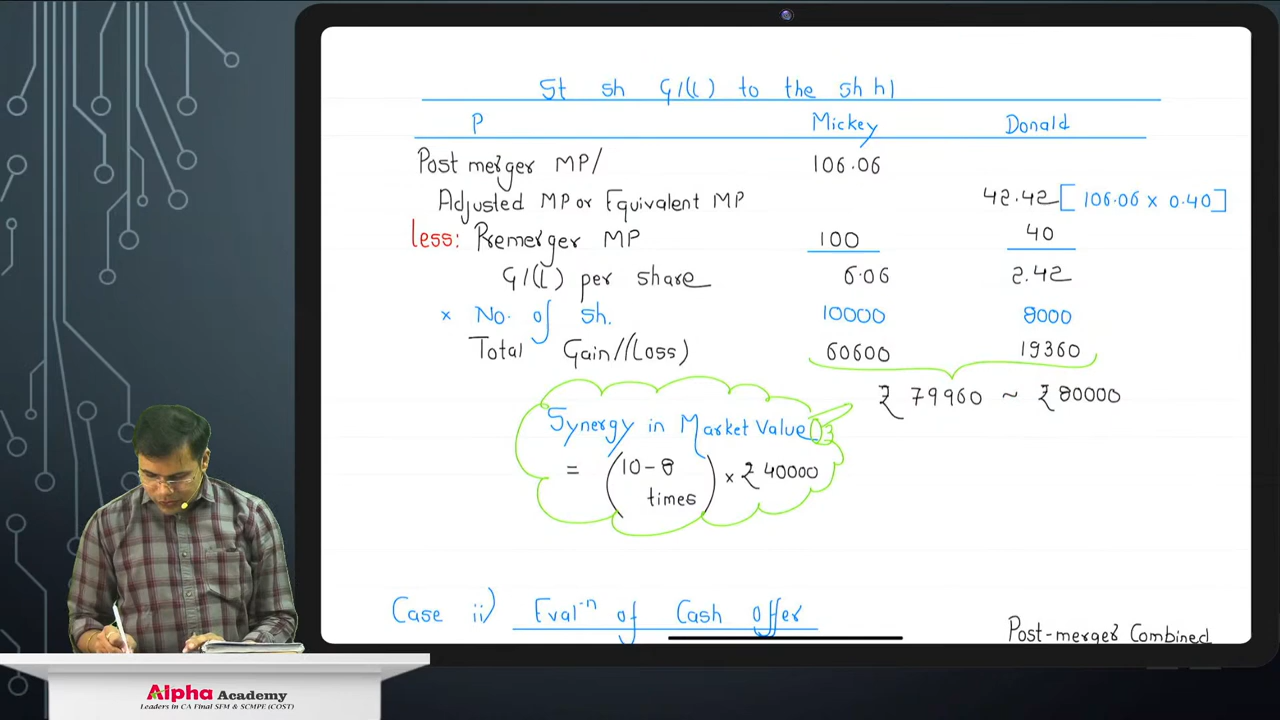 St sh G/(L) to the sh hl
P Mickey Donald
Post merger MP/ 106.06
Adjusted MP or Equivalent MP 42.42 [106.06 x 0.40]
less: Premerger MP 100 40
G/(L) per share 6.06 2.42
x No. of sh. 10000 8000
Total Gain/(Loss) 60600 19360
₹ 79960 ~ ₹ 80000
Synergy in Market Value
= (10-8 times) x ₹ 40000
Case ii) Eval-n of Cash offer
Post-merger Combined
Alpha Academy
Leaders in CA Final SFM & SCMPE (COST)